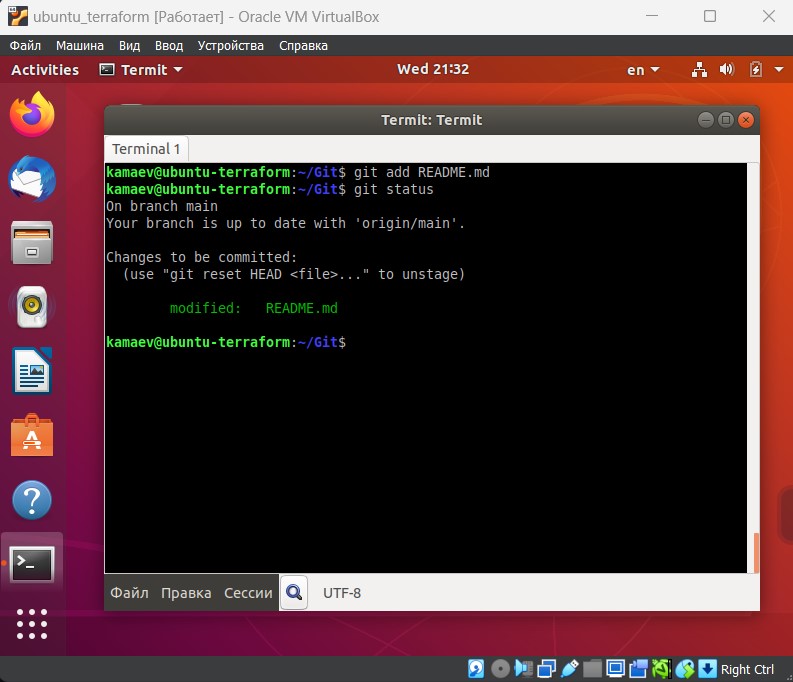 ubuntu_terraform [Работает] - Oracle VM VirtualBox
Файл Машина Вид Ввод Устройства Справка
Activities Termit Wed 21:32 en
Termit: Termit
Terminal 1
kamaev@ubuntu-terraform:~/Git$ git add README.md
kamaev@ubuntu-terraform:~/Git$ git status
On branch main
Your branch is up to date with 'origin/main'.
Changes to be committed:
(use "git reset HEAD <file>..." to unstage)
modified: README.md
kamaev@ubuntu-terraform:~/Git$
Файл Правка Сессии UTF-8
Right Ctrl